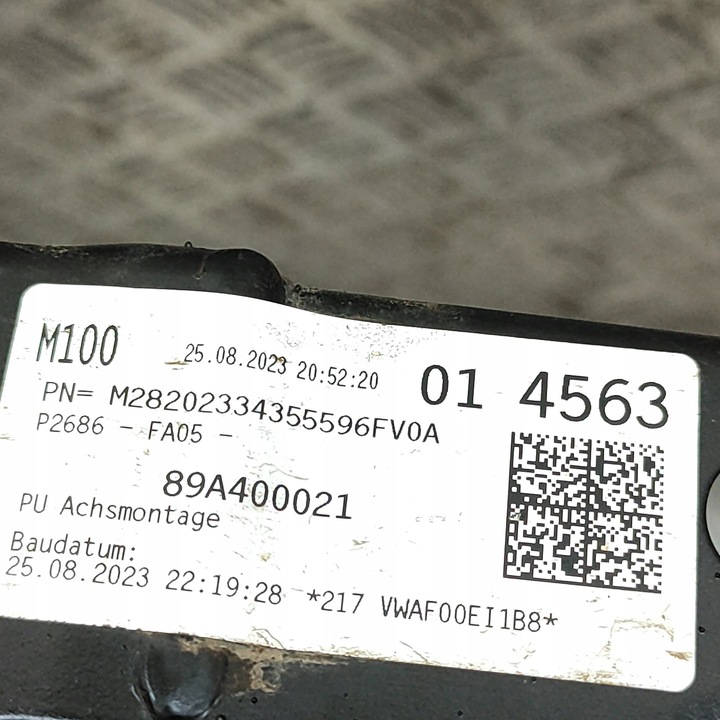 M100 25.08.2023 20:52:20 01 4563
PN= M28202334355596FV0A
P2686 - FA05 -
89A400021
PU Achsmontage
Baudatum:
25.08.2023 22:19:28 *217 VWAF00EI1B8*